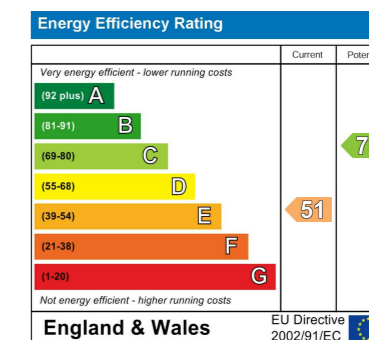 Energy Efficiency Rating
Current
Very energy efficient - lower running costs
(92 plus) A
(81-91) B
(69-80) C
(55-68) D
(39-54) E
51
(21-38) F
(1-20) G
Not energy efficient - higher running costs
England & Wales
EU Directive
2002/91/EC